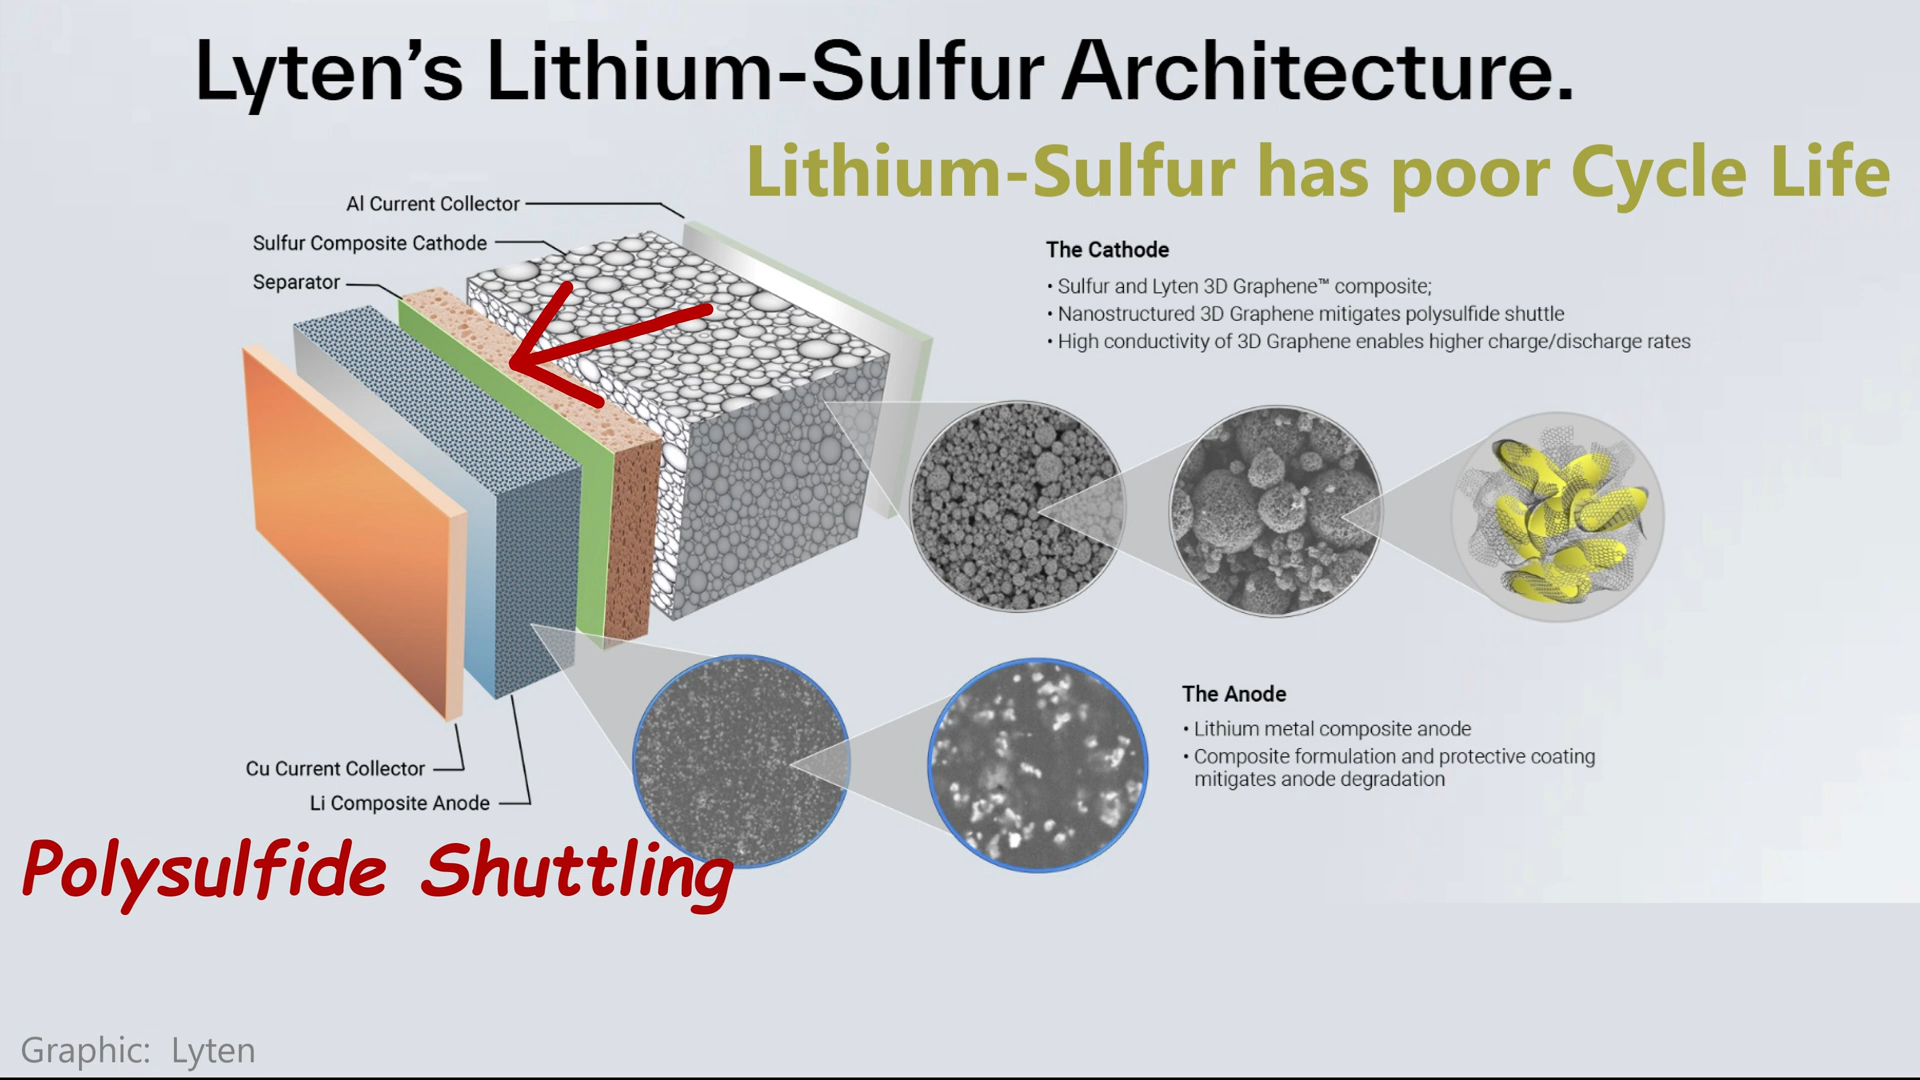 Lyten's Lithium-Sulfur Architecture.
Lithium-Sulfur has poor Cycle Life
Al Current Collector
Sulfur Composite Cathode
Separator
The Cathode
• Sulfur and Lyten 3D Graphene™ composite;
• Nanostructured 3D Graphene mitigates polysulfide shuttle
• High conductivity of 3D Graphene enables higher charge/discharge rates
The Anode
• Lithium metal composite anode
• Composite formulation and protective coating
mitigates anode degradation
Cu Current Collector
Li Composite Anode
Polysulfide Shuttling
Graphic: Lyten